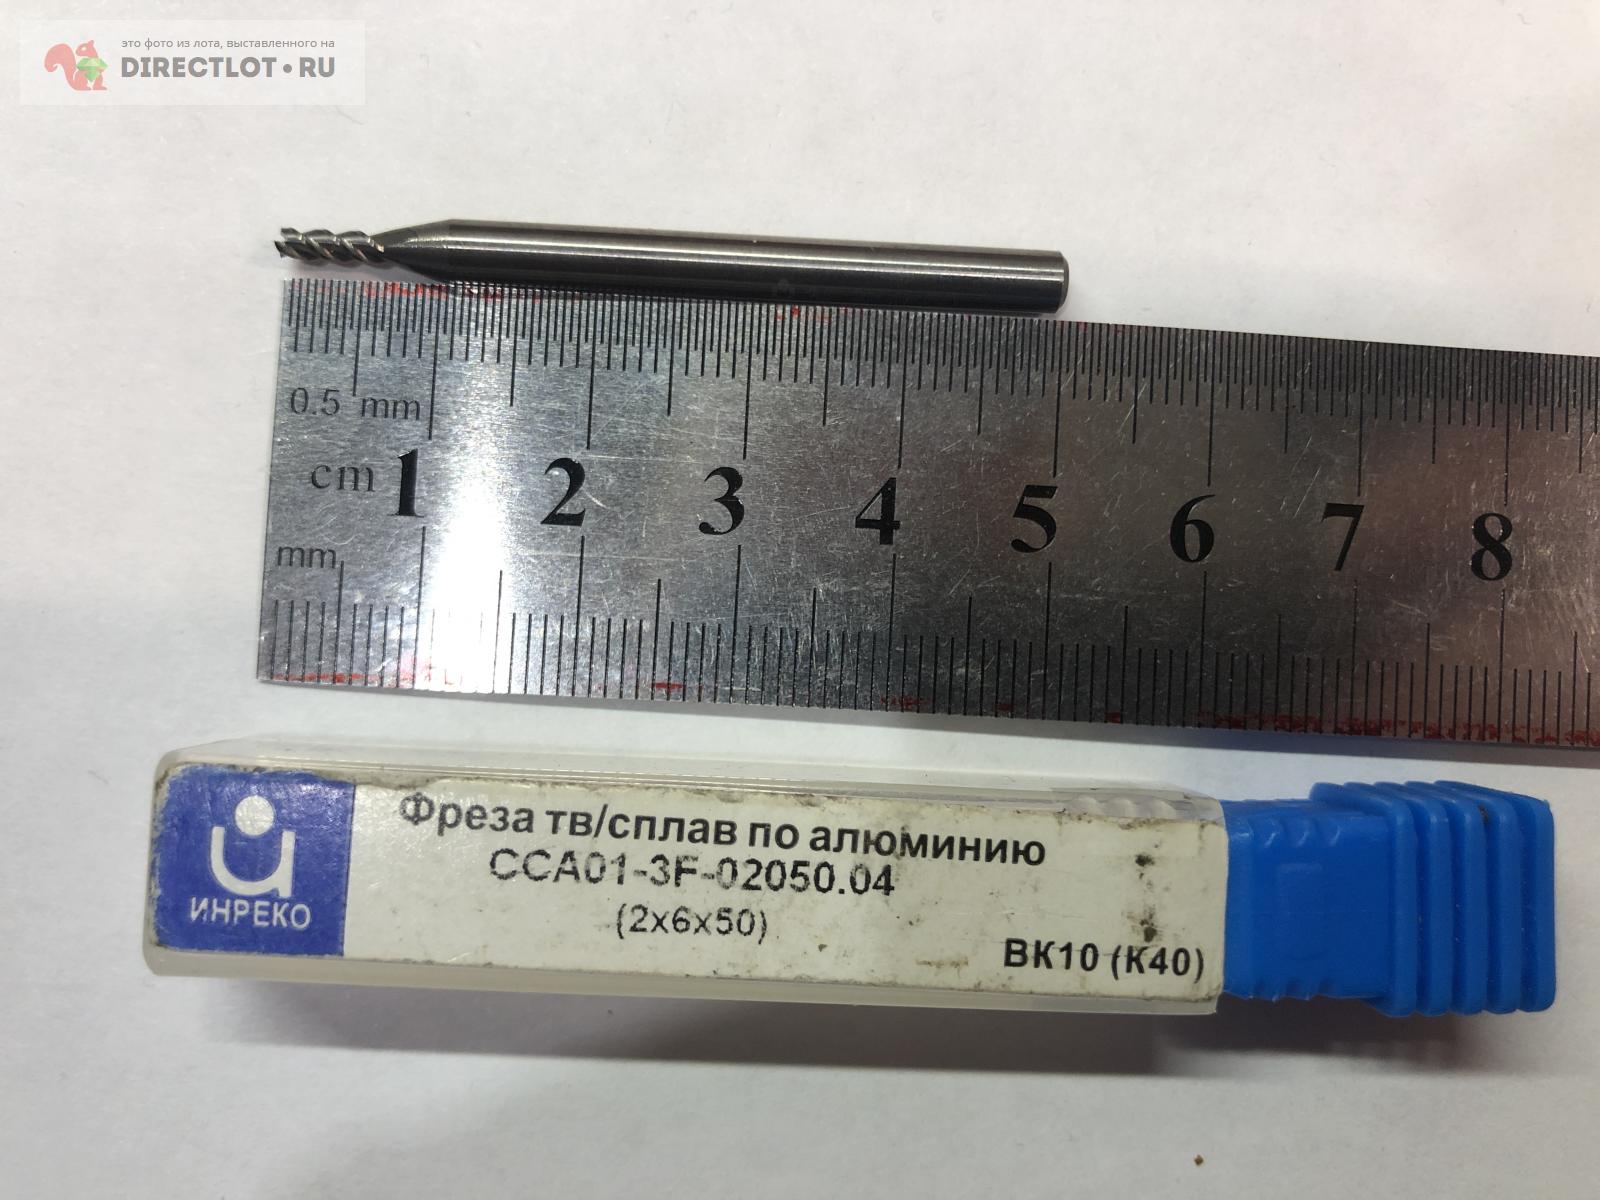 это фото из лота, выставленного на
DIRECTLOT • RU
0.5 mm
cm 1 2 3 4 5 6 7 8
mm
Фреза тв/сплав по алюминию
CCA01-3F-02050.04
(2х6х50)
ВК10 (К40)
ИНРЕКО